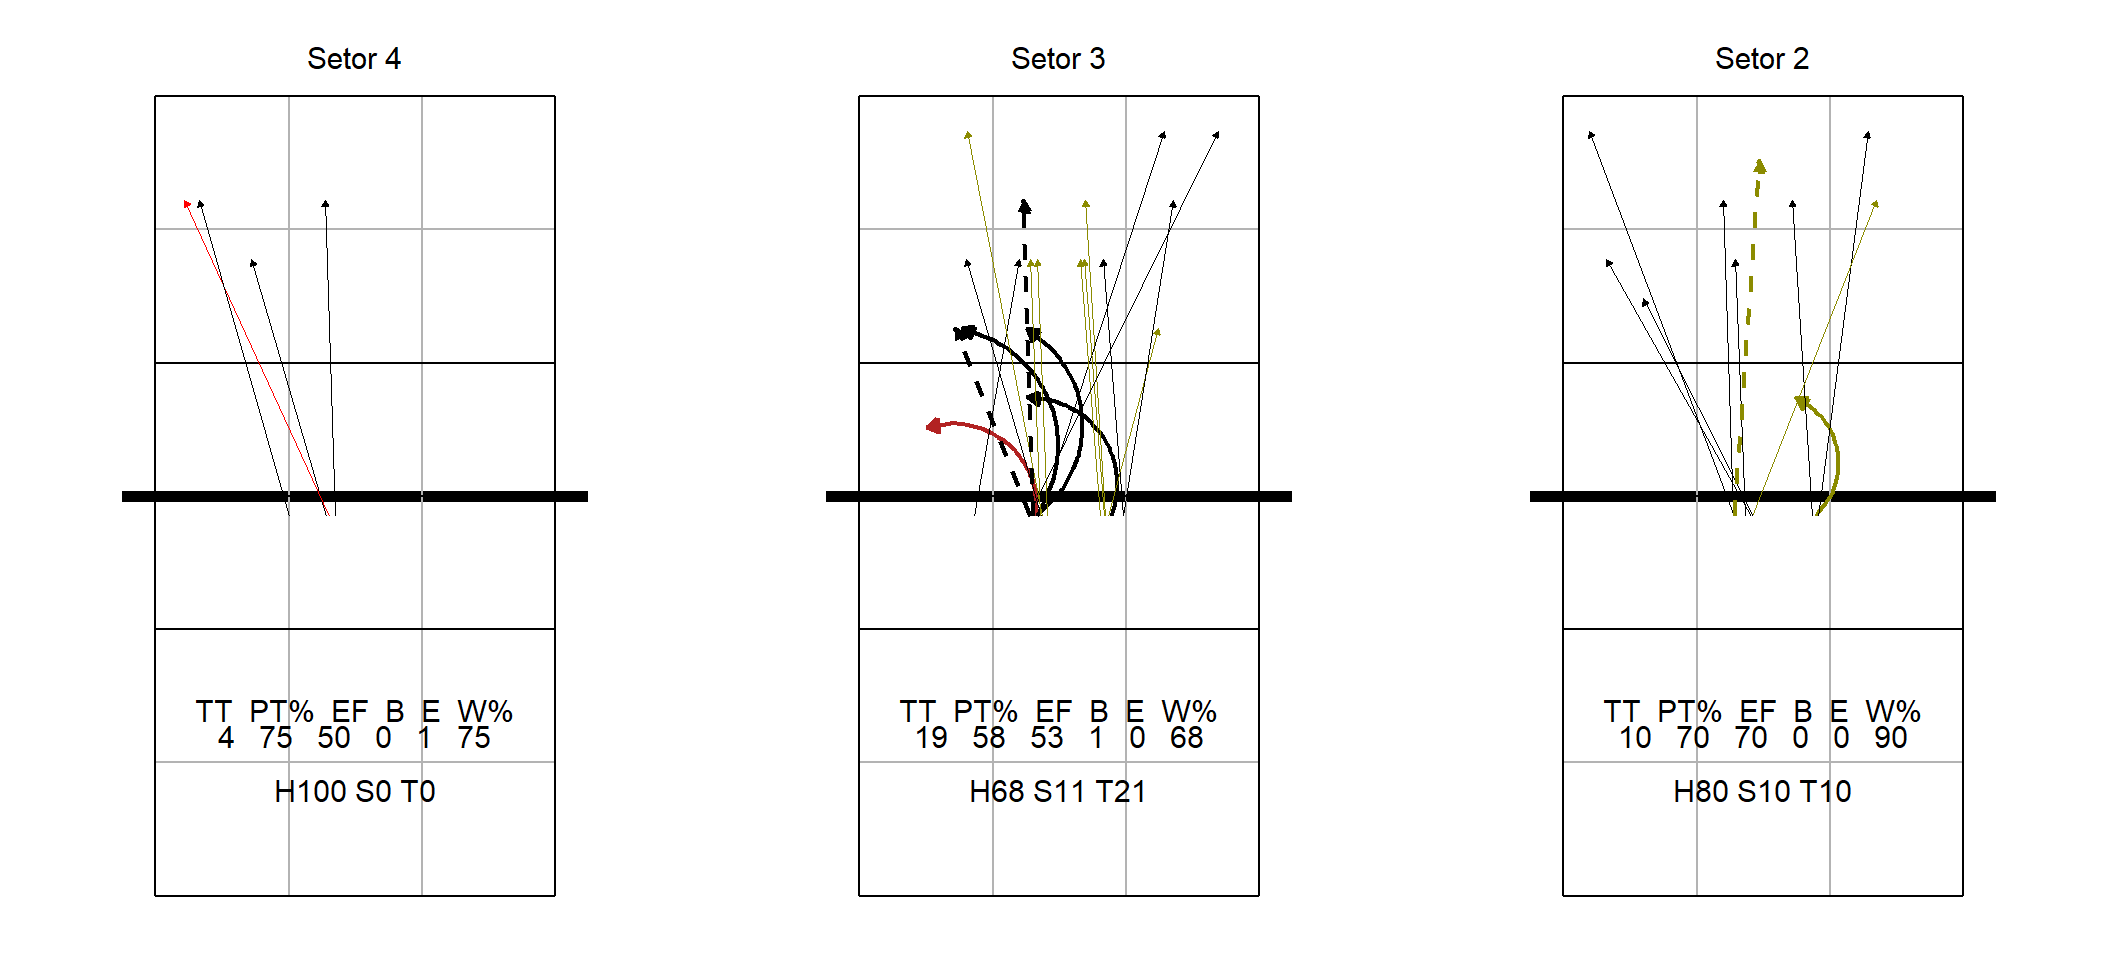 Setor 4
TT PT% EF B E W%
4 75 50 0 1 75
H100 S0 T0
Setor 3
TT PT% EF B E W%
19 58 53 1 0 68
H68 S11 T21
Setor 2
TT PT% EF B E W%
10 70 70 0 0 90
H80 S10 T10